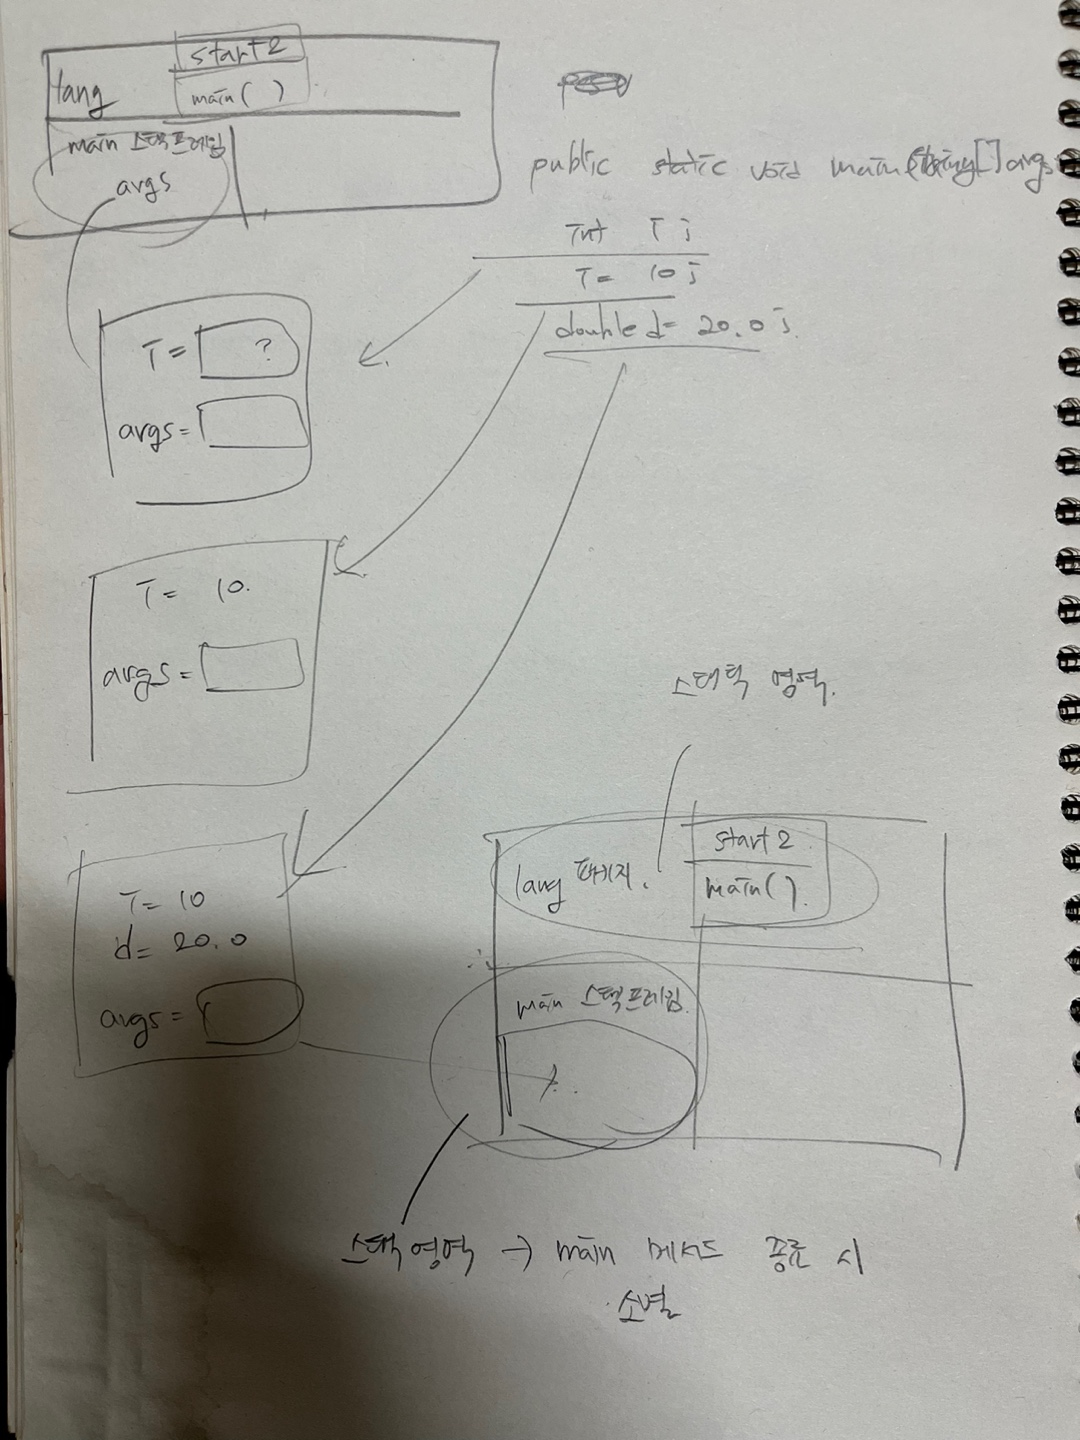 start2
lang
main( )
main 스택프레임
args
public static void main(String[] args
int i;
i = 10;
double d = 20.0;
i = ?
args =
i = 10.
args =
스태틱 영역.
i = 10
d = 20.0
args =
start2
lang 패키지.
main().
main 스택프레임.
스택영역 → main 메서드 종료 시
소멸